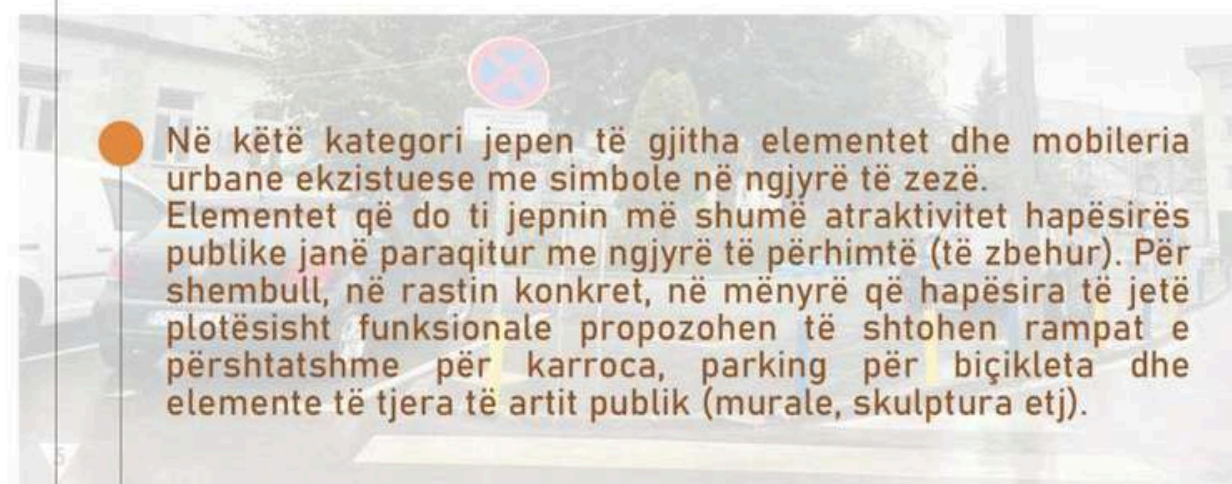 Në këtë kategori jepen të gjitha elementet dhe mobileria
urbane ekzistuese me simbole në ngjyrë të zezë.
Elementet që do ti jepnin më shumë atraktivitet hapësirës
publike janë paraqitur me ngjyrë të përhimtë (të zbehur). Për
shembull, në rastin konkret, në mënyrë që hapësira të jetë
plotësisht funksionale propozohen të shtohen rampat e
përshtatshme për karroca, parking për biçikleta dhe
elemente të tjera të artit publik (murale, skulptura etj).
5